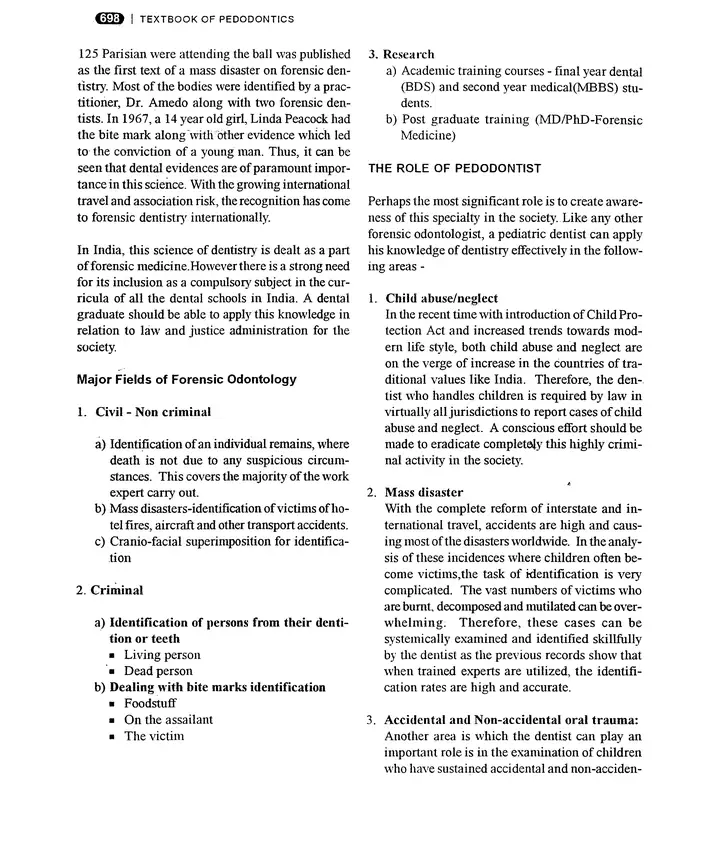 698 | TEXTBOOK OF PEDODONTICS
125 Parisian were attending the ball was published
as the first text of a mass disaster on forensic den-
tistry. Most of the bodies were identified by a prac-
titioner, Dr. Amedo along with two forensic den-
tists. In 1967, a 14 year old girl, Linda Peacock had
the bite mark along with other evidence which led
to the conviction of a young man. Thus, it can be
seen that dental evidences are of paramount impor-
tance in this science. With the growing international
travel and association risk, the recognition has come
to forensic dentistry internationally.
In India, this science of dentistry is dealt as a part
of forensic medicine.However there is a strong need
for its inclusion as a compulsory subject in the cur-
ricula of all the dental schools in India. A dental
graduate should be able to apply this knowledge in
relation to law and justice administration for the
society.
Major Fields of Forensic Odontology
1. Civil - Non criminal
a) Identification of an individual remains, where
death is not due to any suspicious circum-
stances. This covers the majority of the work
expert carry out.
b) Mass disasters-identification of victims of ho-
tel fires, aircraft and other transport accidents.
c) Cranio-facial superimposition for identifica-
tion
2. Criminal
a) Identification of persons from their denti-
tion or teeth
▪ Living person
▪ Dead person
b) Dealing with bite marks identification
▪ Foodstuff
▪ On the assailant
▪ The victim
3. Research
a) Academic training courses - final year dental
(BDS) and second year medical(MBBS) stu-
dents.
b) Post graduate training (MD/PhD-Forensic
Medicine)
THE ROLE OF PEDODONTIST
Perhaps the most significant role is to create aware-
ness of this specialty in the society. Like any other
forensic odontologist, a pediatric dentist can apply
his knowledge of dentistry effectively in the follow-
ing areas -
1. Child abuse/neglect
In the recent time with introduction of Child Pro-
tection Act and increased trends towards mod-
ern life style, both child abuse and neglect are
on the verge of increase in the countries of tra-
ditional values like India. Therefore, the den-
tist who handles children is required by law in
virtually all jurisdictions to report cases of child
abuse and neglect. A conscious effort should be
made to eradicate completely this highly crimi-
nal activity in the society.
2. Mass disaster
With the complete reform of interstate and in-
ternational travel, accidents are high and caus-
ing most of the disasters worldwide. In the analy-
sis of these incidences where children often be-
come victims,the task of identification is very
complicated. The vast numbers of victims who
are burnt, decomposed and mutilated can be over-
whelming. Therefore, these cases can be
systemically examined and identified skillfully
by the dentist as the previous records show that
when trained experts are utilized, the identifi-
cation rates are high and accurate.
3. Accidental and Non-accidental oral trauma:
Another area is which the dentist can play an
important role is in the examination of children
who have sustained accidental and non-acciden-